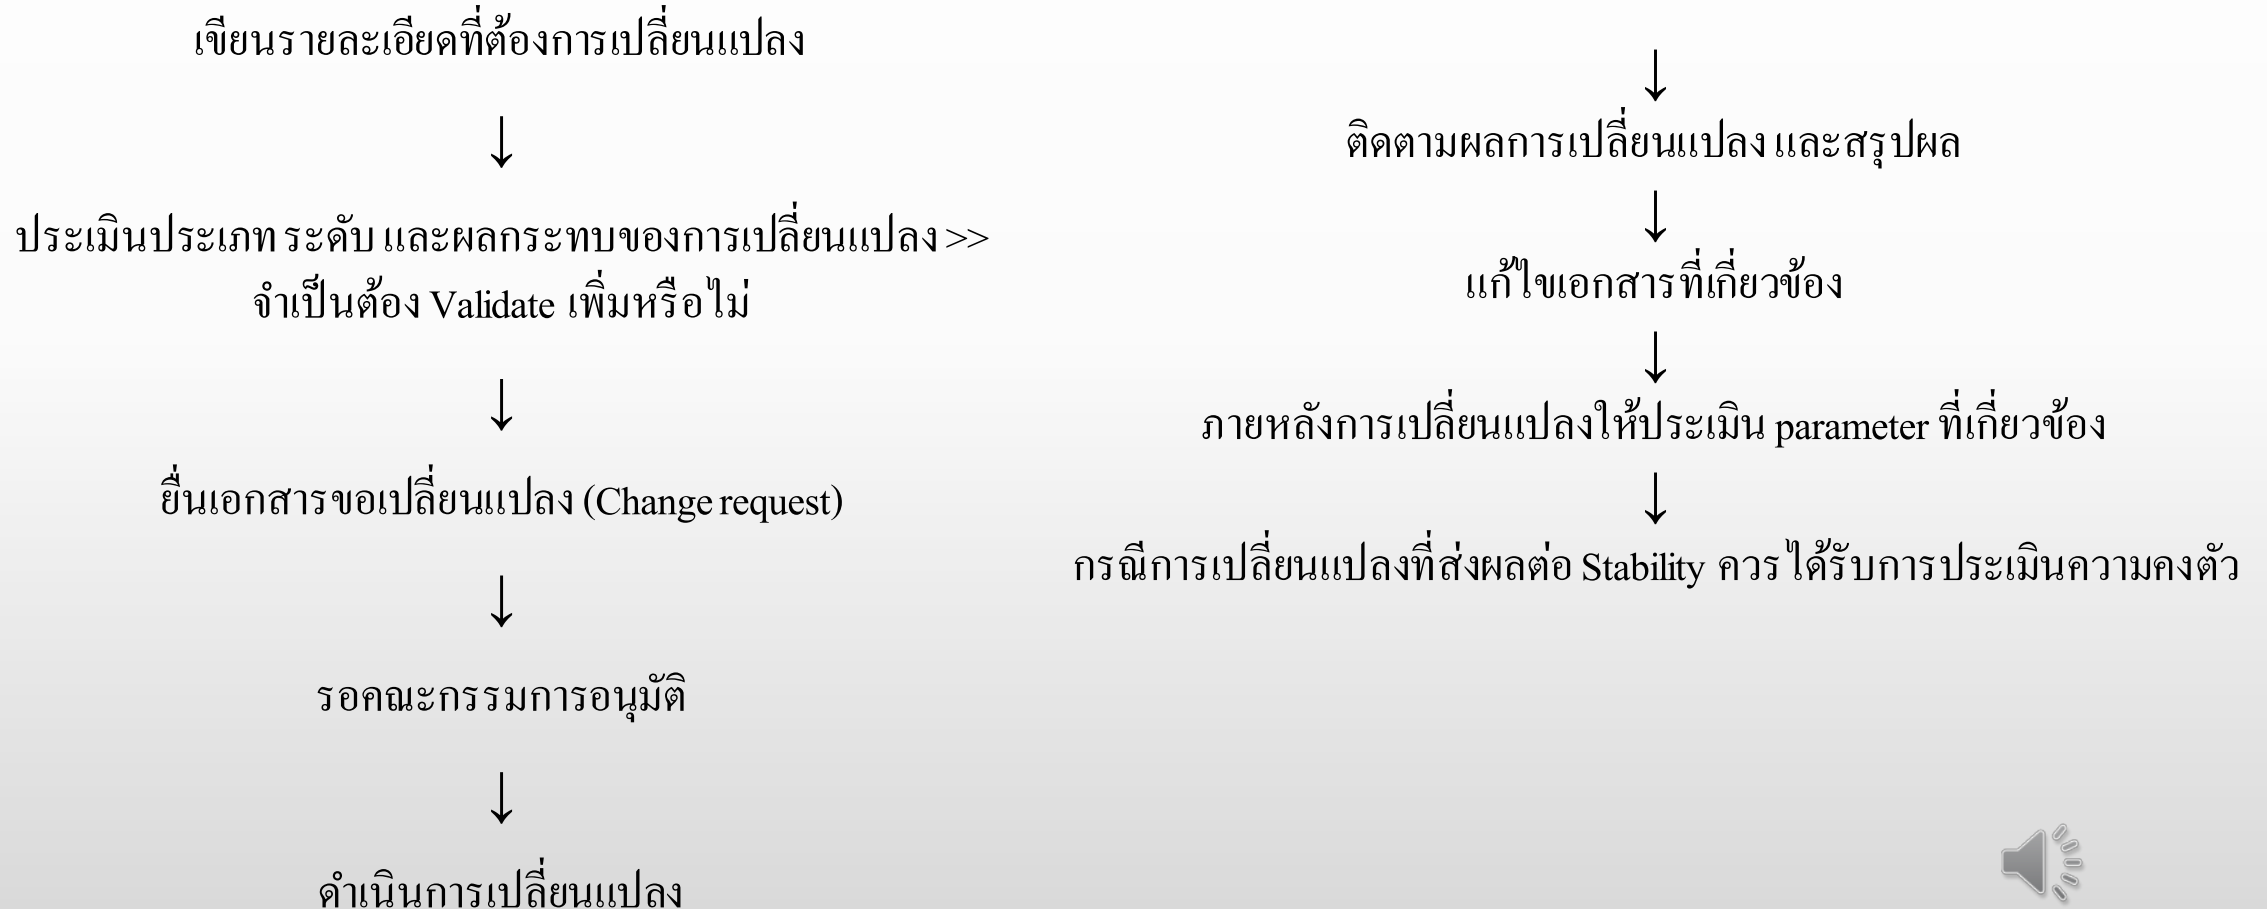 เขียนรายละเอียดที่ต้องการเปลี่ยนแปลง
↓
ประเมินประเภท ระดับ และผลกระทบของการเปลี่ยนแปลง >>
จำเป็นต้อง Validate เพิ่มหรือไม่
↓
ยื่นเอกสารขอเปลี่ยนแปลง (Change request)
↓
รอคณะกรรมการอนุมัติ
↓
ดำเนินการเปลี่ยนแปลง
↓
ติดตามผลการเปลี่ยนแปลง และสรุปผล
↓
แก้ไขเอกสารที่เกี่ยวข้อง
↓
ภายหลังการเปลี่ยนแปลงให้ประเมิน parameter ที่เกี่ยวข้อง
↓
กรณีการเปลี่ยนแปลงที่ส่งผลต่อ Stability ควรได้รับการประเมินความคงตัว